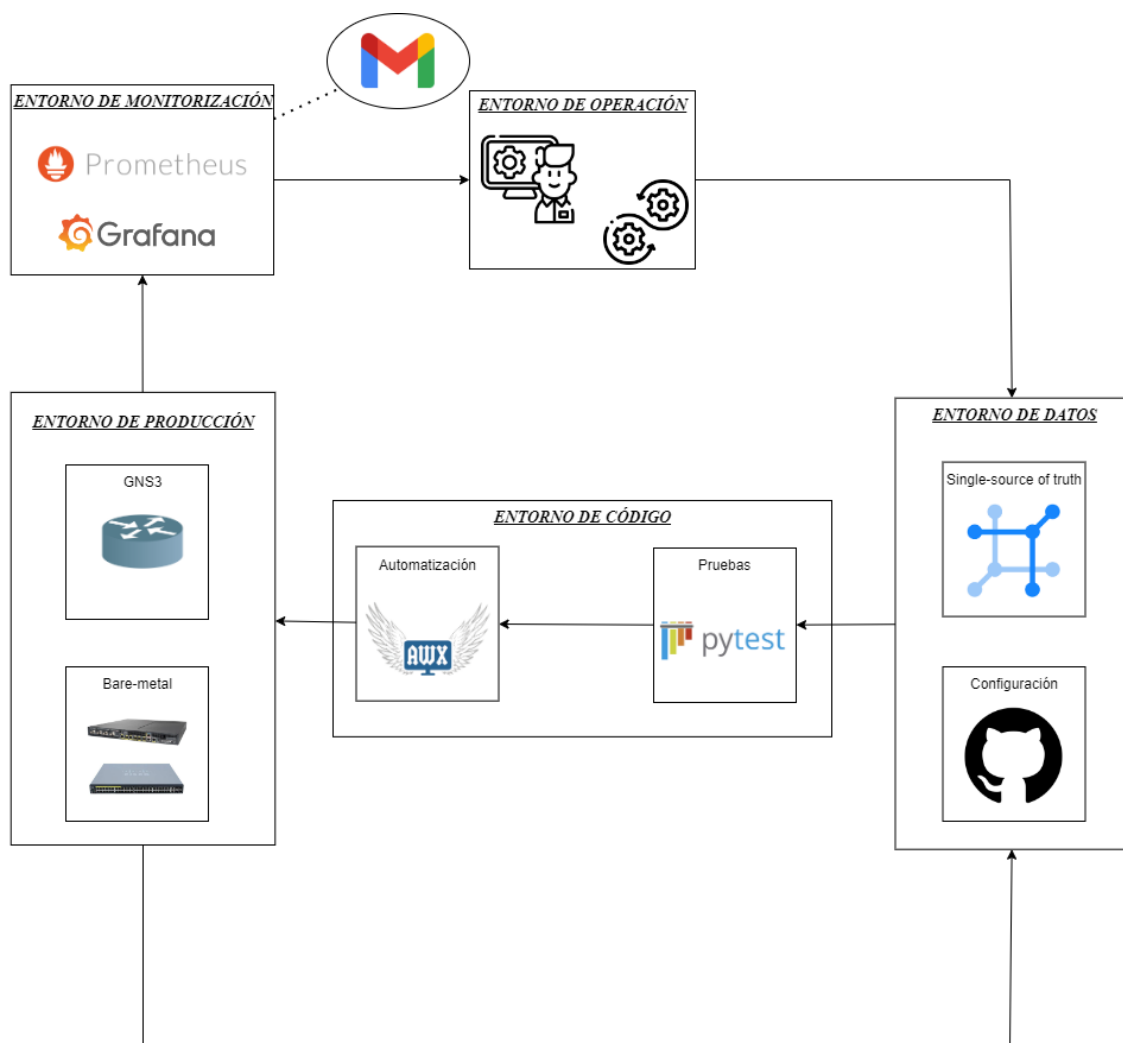 ENTORNO DE MONITORIZACIÓN
Prometheus
Grafana
ENTORNO DE OPERACIÓN
ENTORNO DE PRODUCCIÓN
GNS3
Bare-metal
ENTORNO DE CÓDIGO
Automatización
AWX
Pruebas
pytest
ENTORNO DE DATOS
Single-source of truth
Configuración